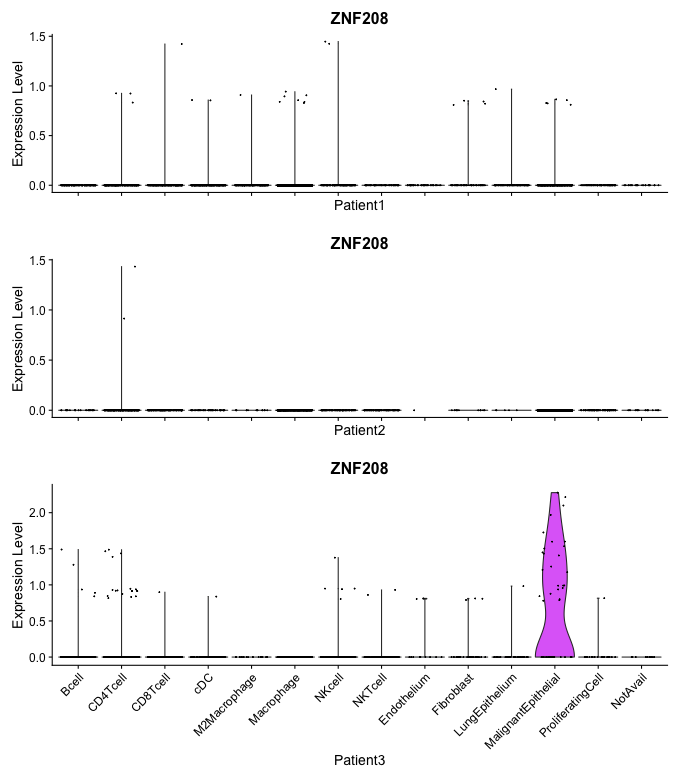 ZNF208
Expression Level
1.5
1.0
0.5
0.0
Patient1
ZNF208
Expression Level
1.5
1.0
0.5
0.0
Patient2
ZNF208
Expression Level
2.0
1.5
1.0
0.5
0.0
Bcell
CD4Tcell
CD8Tcell
cDC
M2Macrophage
Macrophage
NKcell
NKTcell
Endothelium
Fibroblast
LungEpithelium
MalignantEpithelial
ProliferatingCell
NotAvail
Patient3